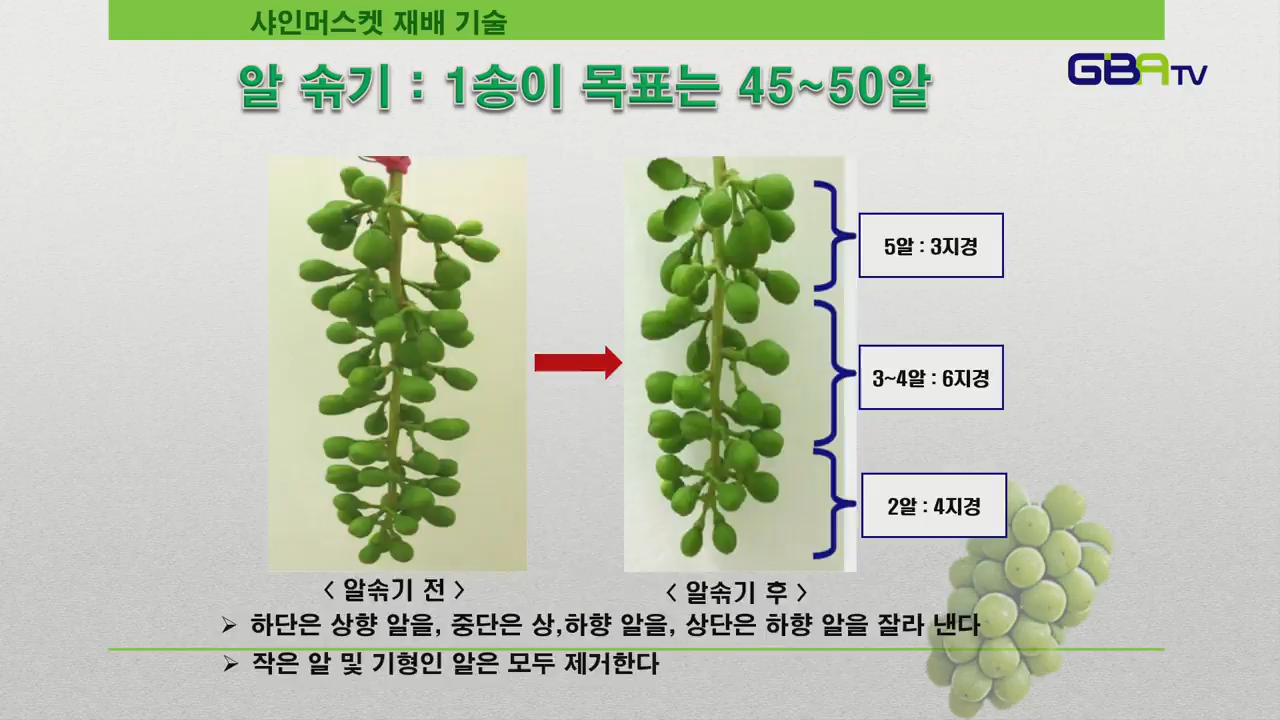 샤인머스켓 재배 기술
GBA TV
알 솎기 : 1송이 목표는 45~50알
5알 : 3지경
3~4알 : 6지경
2알 : 4지경
< 알솎기 전 >
< 알솎기 후 >
➢ 하단은 상향 알을, 중단은 상,하향 알을, 상단은 하향 알을 잘라 낸다
➢ 작은 알 및 기형인 알은 모두 제거한다